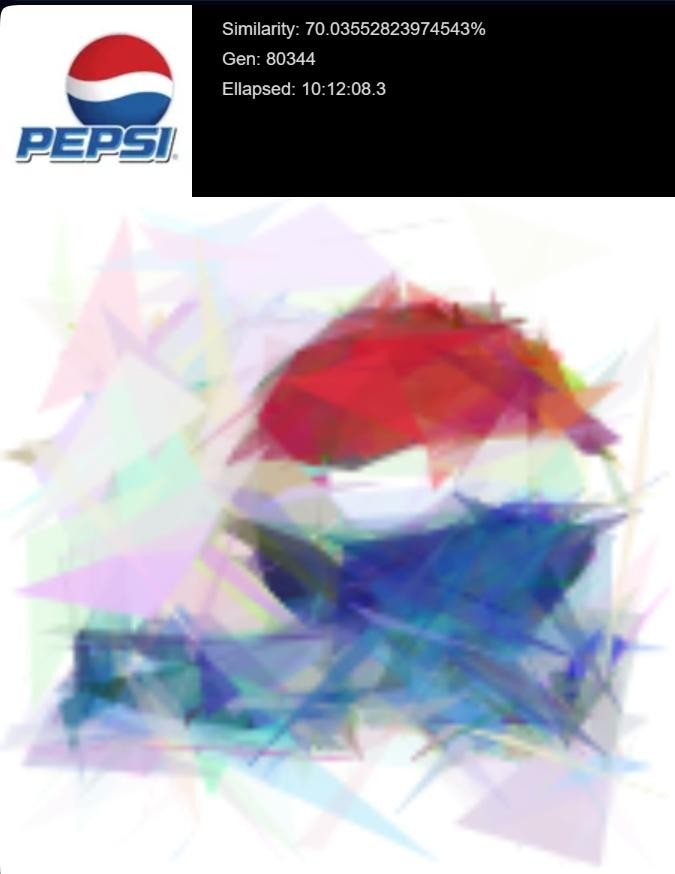 Similarity: 70.03552823974543%
Gen: 80344
Ellapsed: 10:12:08.3
PEPSI